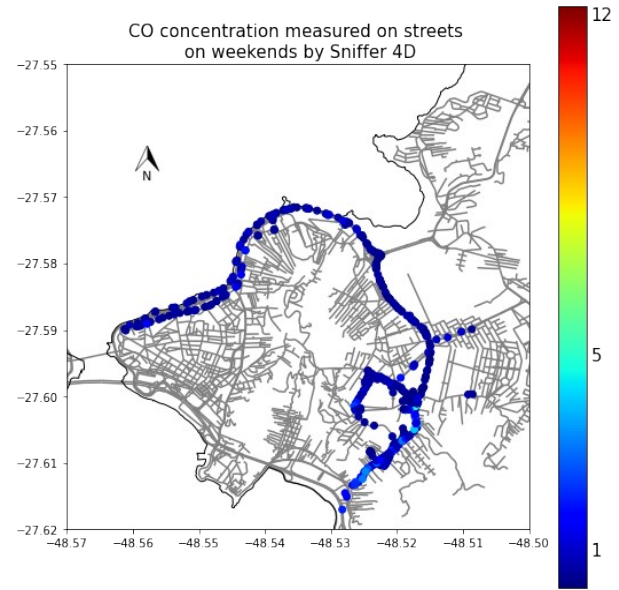 CO concentration measured on streets
on weekends by Sniffer 4D
12
5
1
N
−27.55
−27.56
−27.57
−27.58
−27.59
−27.60
−27.61
−27.62
−48.57 −48.56 −48.55 −48.54 −48.53 −48.52 −48.51 −48.50